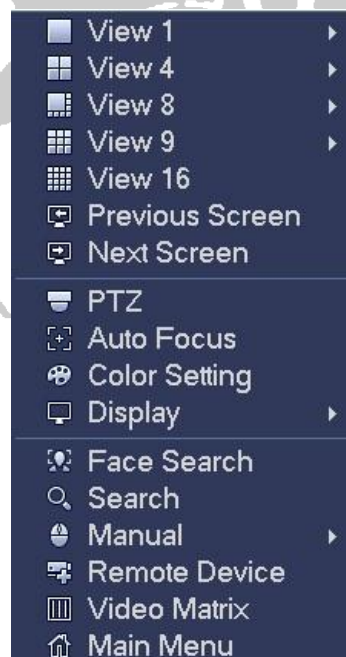 View 1
View 4
View 8
View 9
View 16
Previous Screen
Next Screen
PTZ
Auto Focus
Color Setting
Display
Face Search
Search
Manual
Remote Device
Video Matrix
Main Menu